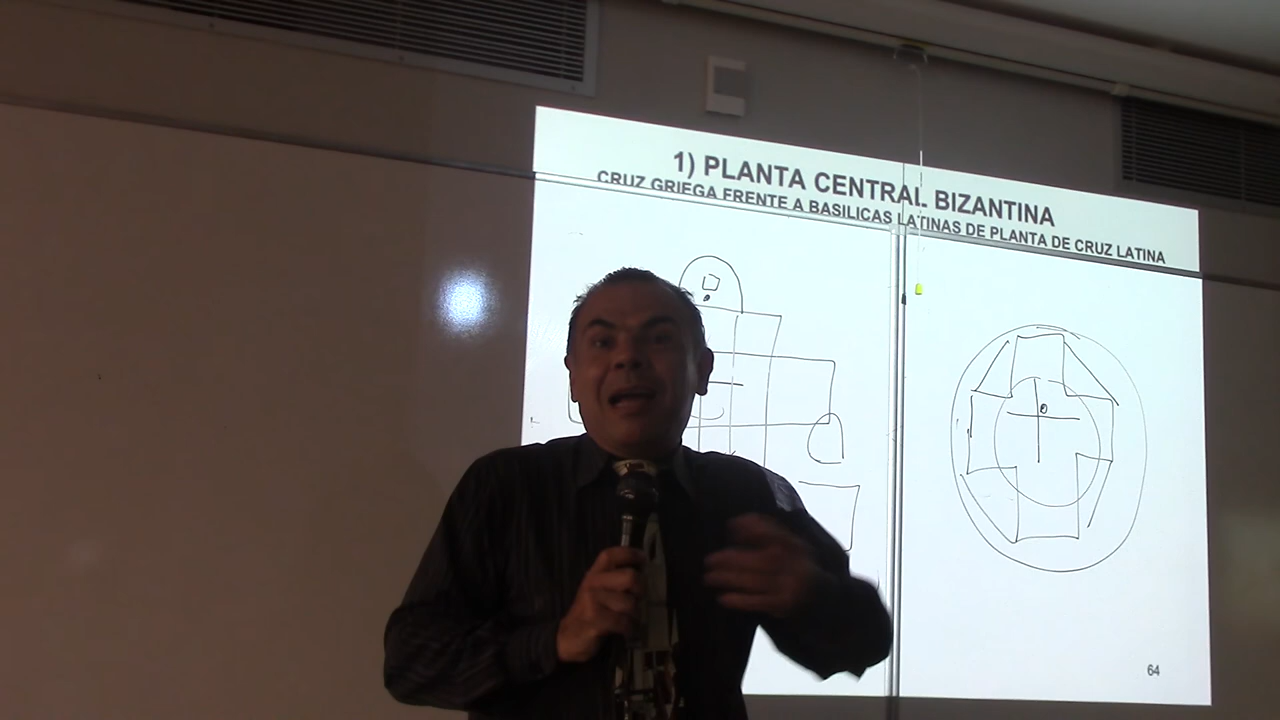 1) PLANTA CENTRAL BIZANTINA
CRUZ GRIEGA FRENTE A BASILICAS LATINAS DE PLANTA DE CRUZ LATINA
64